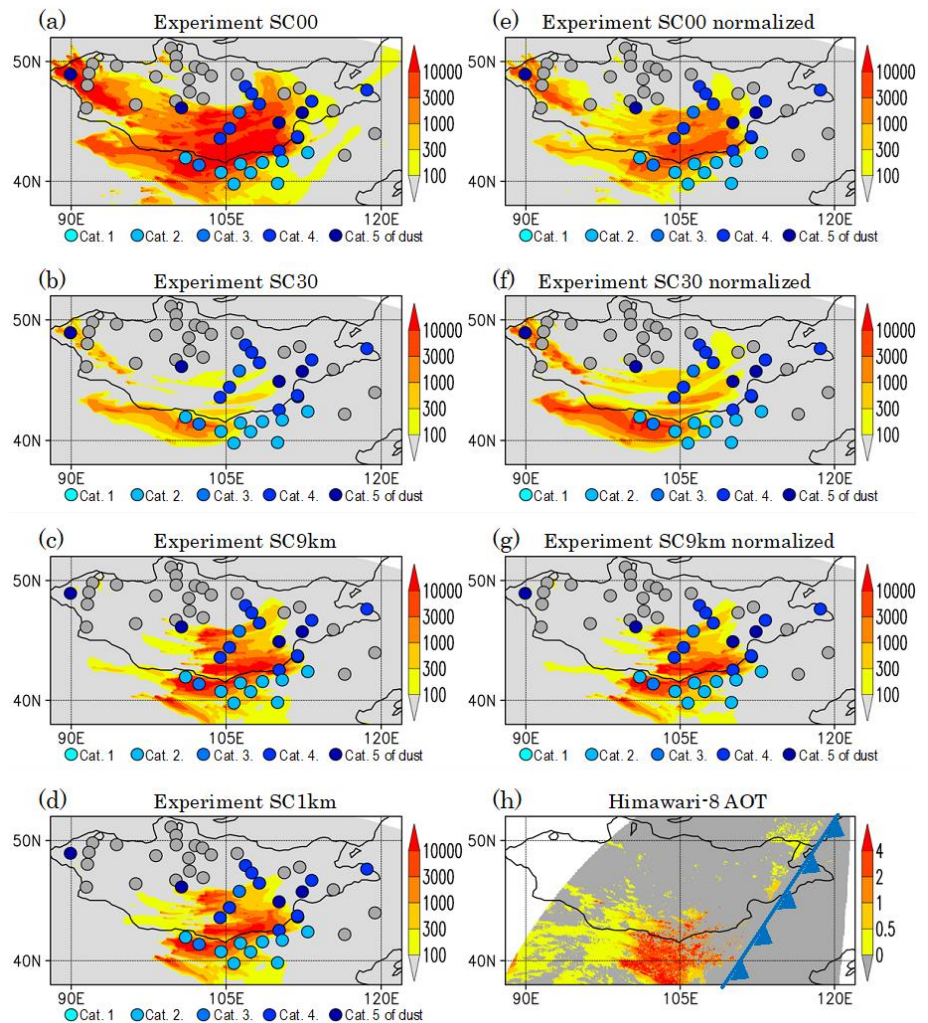 (a) Experiment SC00
50N
40N
90E 105E 120E
10000
3000
1000
300
100
Cat. 1 Cat. 2. Cat. 3. Cat. 4. Cat. 5 of dust
(e) Experiment SC00 normalized
50N
40N
90E 105E 120E
10000
3000
1000
300
100
Cat. 1 Cat. 2. Cat. 3. Cat. 4. Cat. 5 of dust
(b) Experiment SC30
50N
40N
90E 105E 120E
10000
3000
1000
300
100
Cat. 1 Cat. 2. Cat. 3. Cat. 4. Cat. 5 of dust
(f) Experiment SC30 normalized
50N
40N
90E 105E 120E
10000
3000
1000
300
100
Cat. 1 Cat. 2. Cat. 3. Cat. 4. Cat. 5 of dust
(c) Experiment SC9km
50N
40N
90E 105E 120E
10000
3000
1000
300
100
Cat. 1 Cat. 2. Cat. 3. Cat. 4. Cat. 5 of dust
(g) Experiment SC9km normalized
50N
40N
90E 105E 120E
10000
3000
1000
300
100
Cat. 1 Cat. 2. Cat. 3. Cat. 4. Cat. 5 of dust
(d) Experiment SC1km
50N
40N
90E 105E 120E
10000
3000
1000
300
100
Cat. 1 Cat. 2. Cat. 3. Cat. 4. Cat. 5 of dust
(h) Himawari-8 AOT
50N
40N
90E 105E 120E
4
2
1
0.5
0